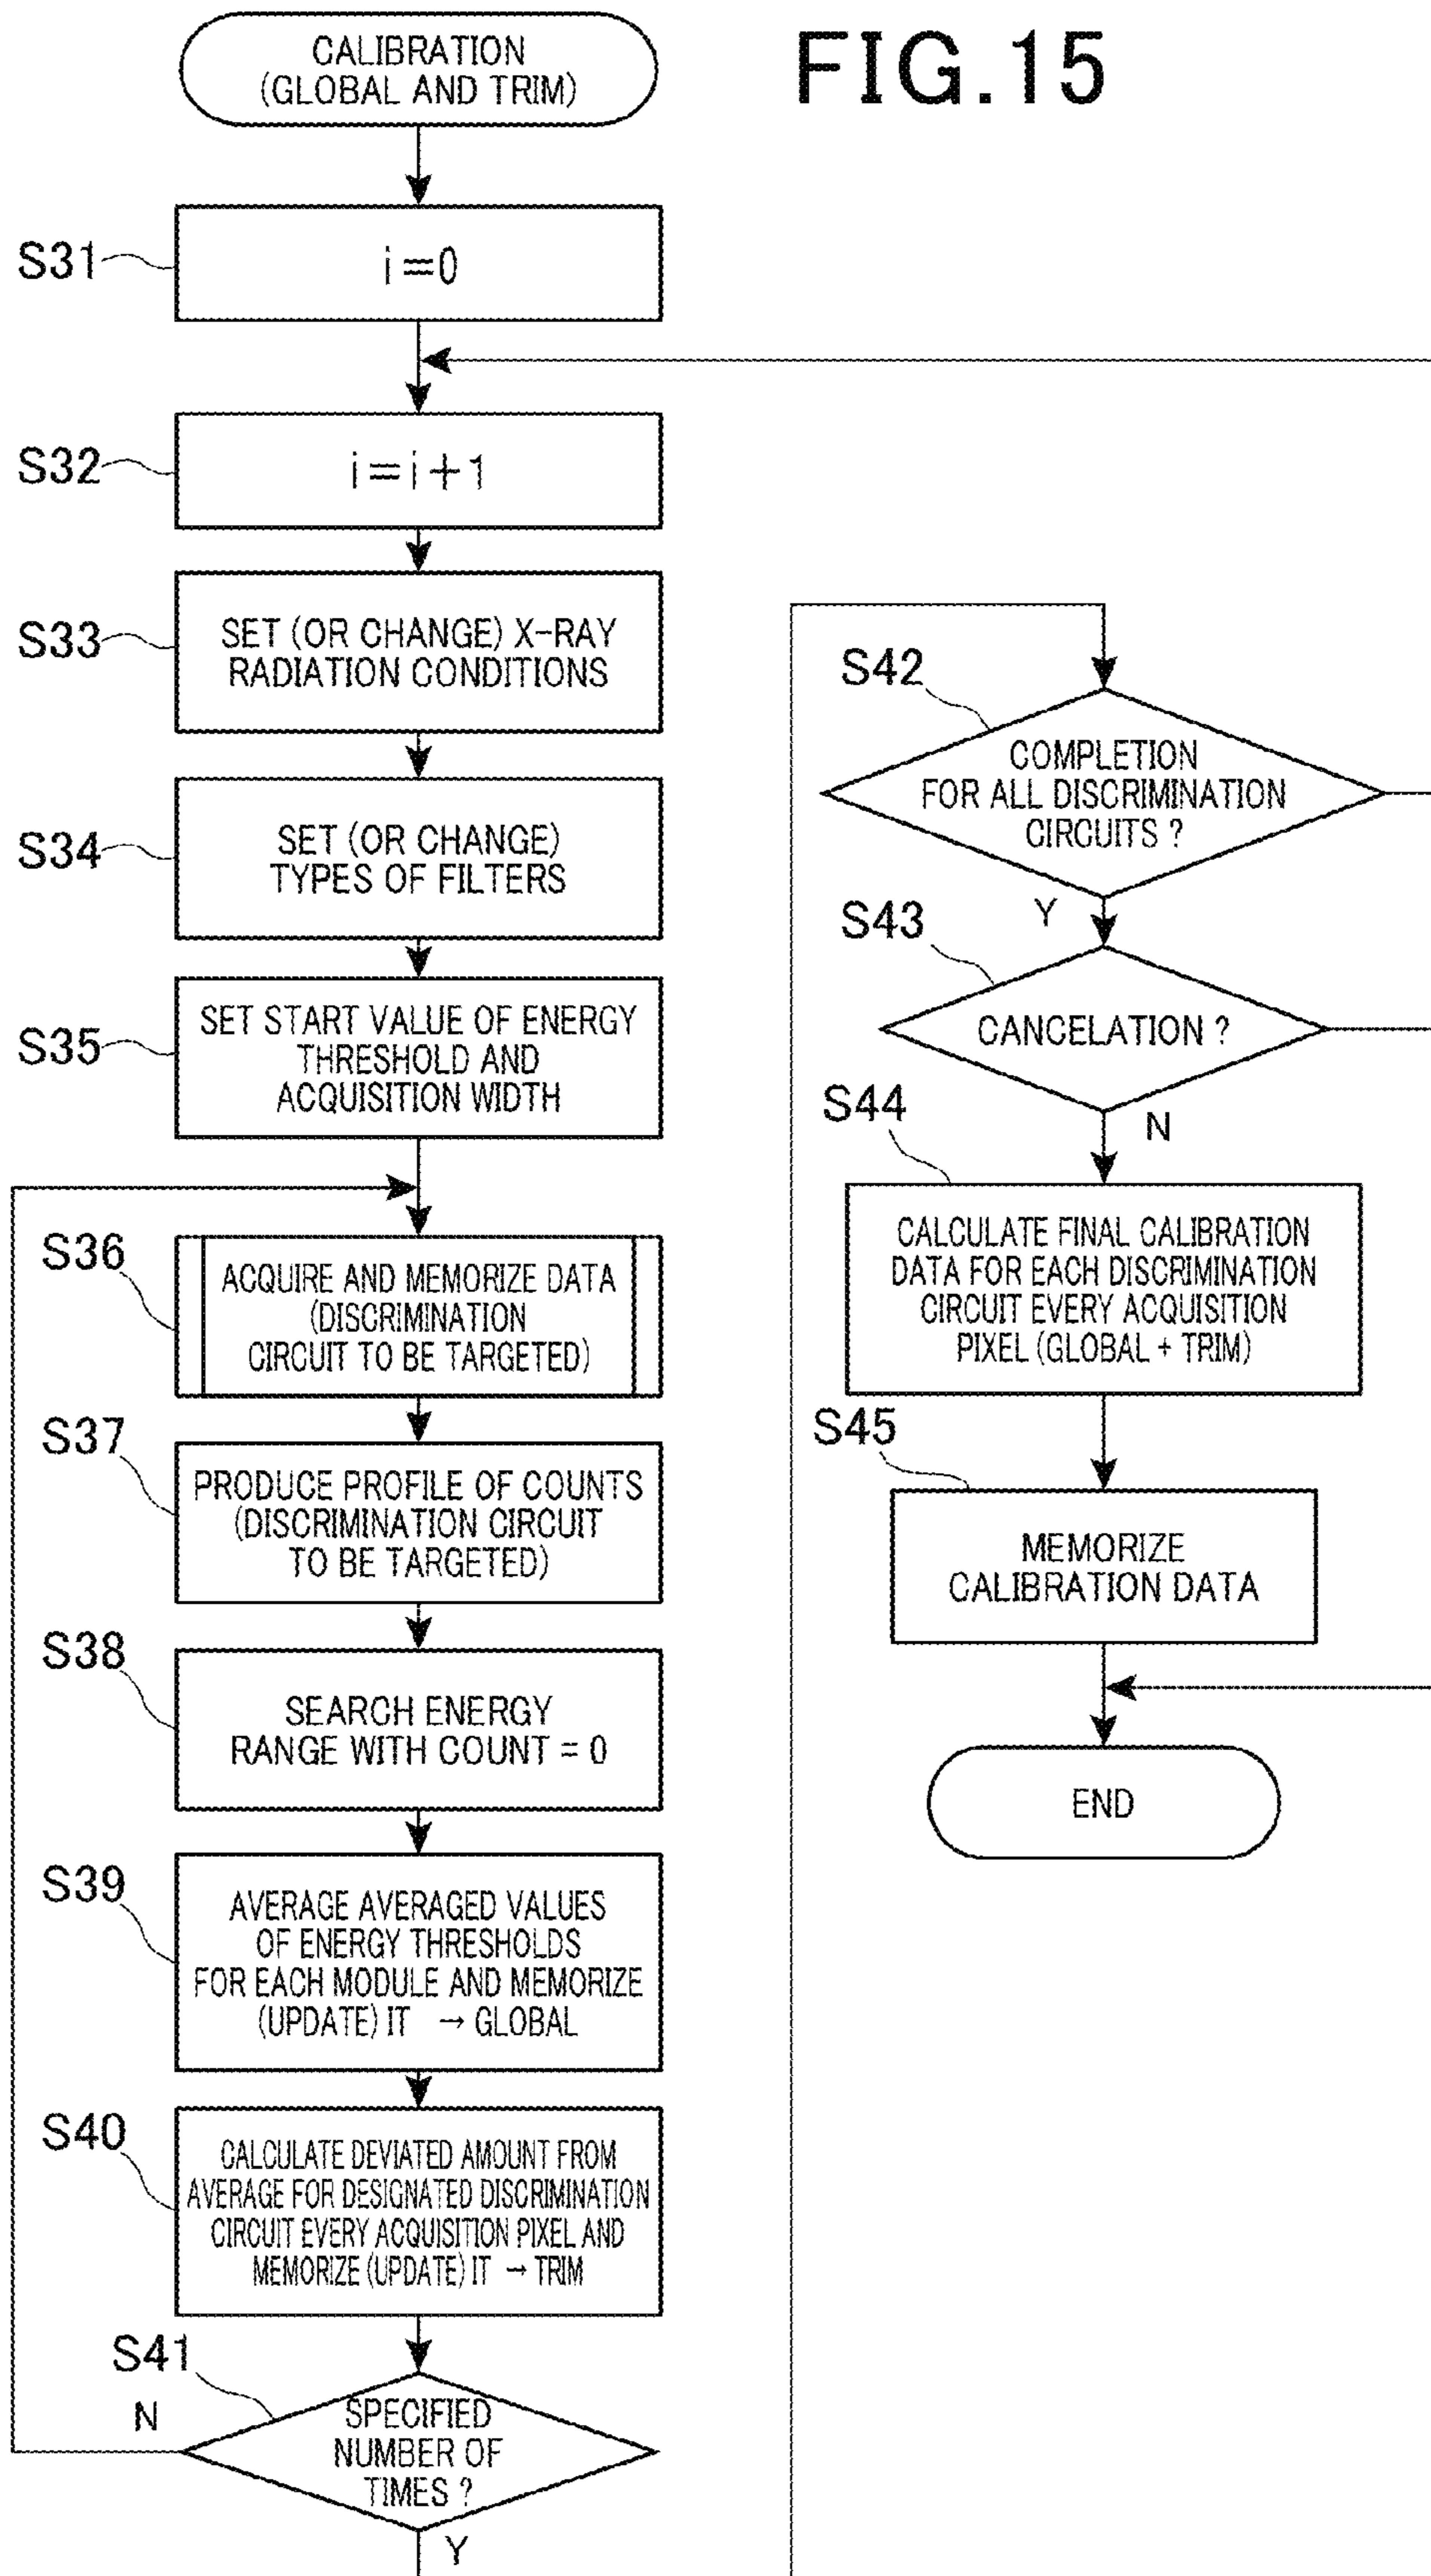 FIG.15
CALIBRATION
(GLOBAL AND TRIM)
S31
i=0
S32
i=i+1
S33
SET (OR CHANGE) X-RAY
RADIATION CONDITIONS
S34
SET (OR CHANGE)
TYPES OF FILTERS
S35
SET START VALUE OF ENERGY
THRESHOLD AND
ACQUISITION WIDTH
S36
ACQUIRE AND MEMORIZE DATA
(DISCRIMINATION
CIRCUIT TO BE TARGETED)
S37
PRODUCE PROFILE OF COUNTS
(DISCRIMINATION CIRCUIT
TO BE TARGETED)
S38
SEARCH ENERGY
RANGE WITH COUNT = 0
S39
AVERAGE AVERAGED VALUES
OF ENERGY THRESHOLDS
FOR EACH MODULE AND MEMORIZE
(UPDATE) IT → GLOBAL
S40
CALCULATE DEVIATED AMOUNT FROM
AVERAGE FOR DESIGNATED DISCRIMINATION
CIRCUIT EVERY ACQUISITION PIXEL AND
MEMORIZE (UPDATE) IT → TRIM
S41
N
SPECIFIED
NUMBER OF
TIMES ?
Y
S42
COMPLETION
FOR ALL DISCRIMINATION
CIRCUITS ?
Y
S43
CANCELATION ?
N
S44
CALCULATE FINAL CALIBRATION
DATA FOR EACH DISCRIMINATION
CIRCUIT EVERY ACQUISITION
PIXEL (GLOBAL + TRIM)
S45
MEMORIZE
CALIBRATION DATA
END